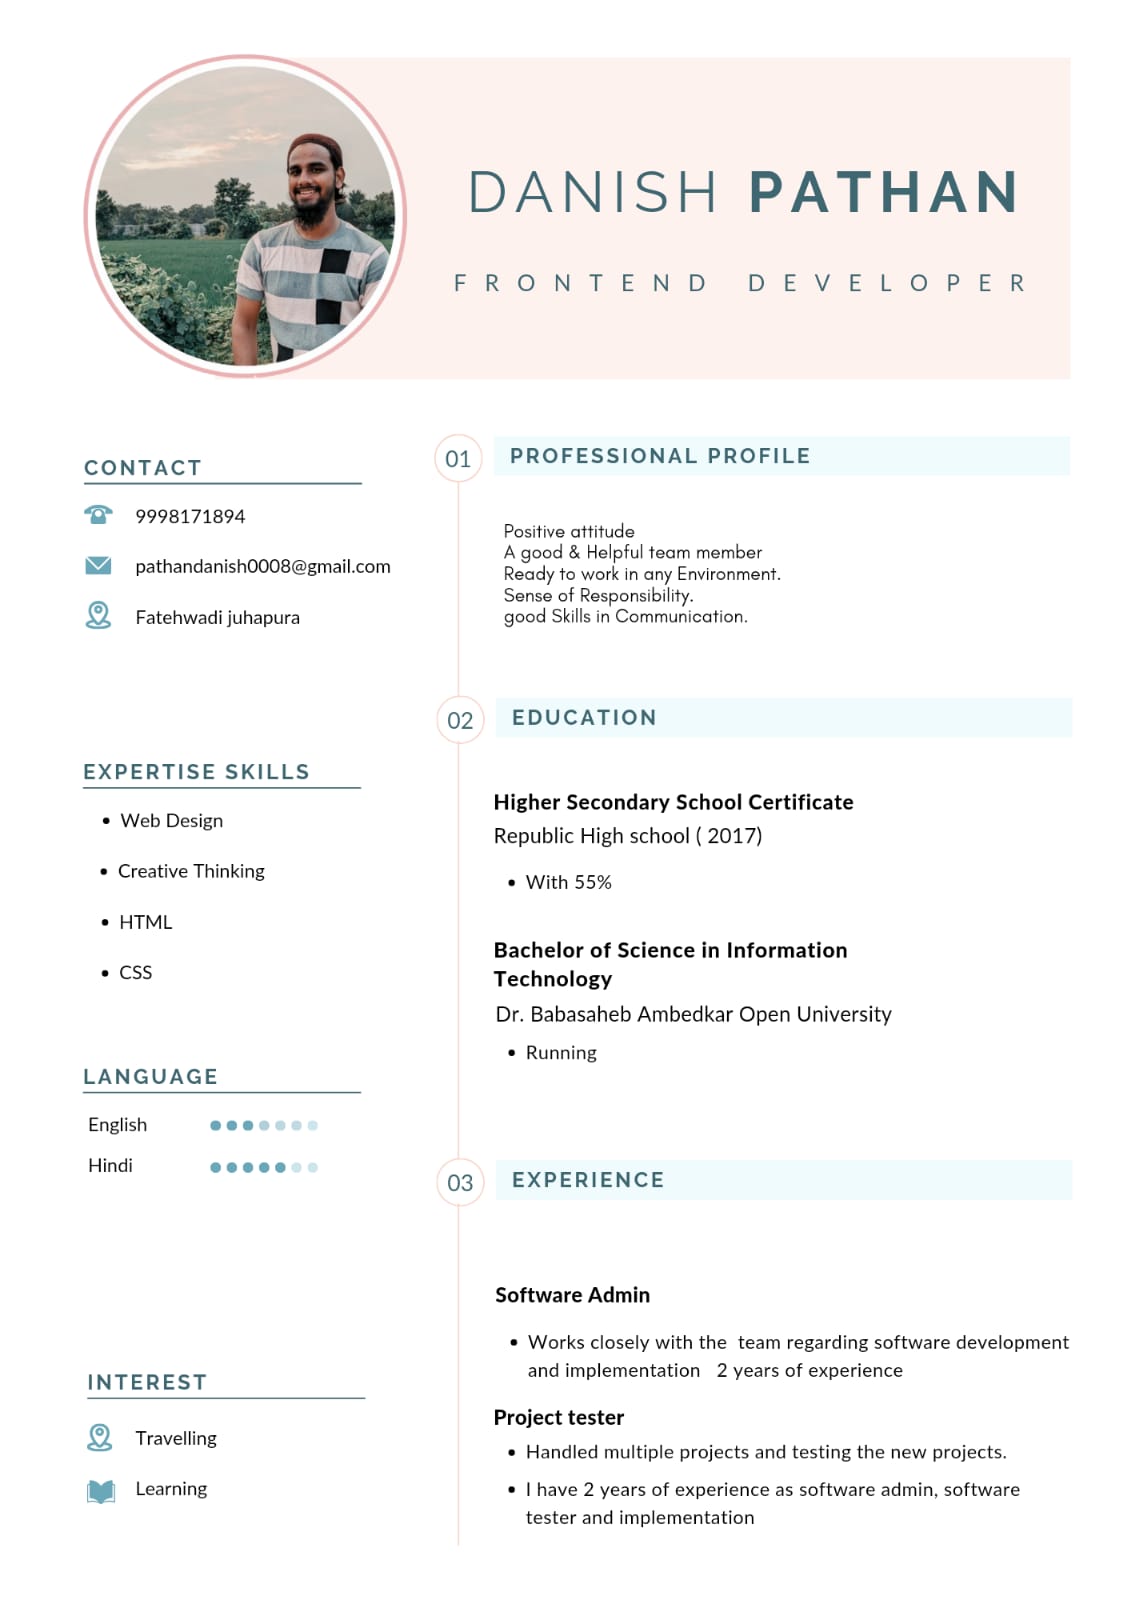 DANISH PATHAN
FRONTEND DEVELOPER
CONTACT
9998171894
pathandanish0008@gmail.com
Fatehwadi juhapura
EXPERTISE SKILLS
• Web Design
• Creative Thinking
• HTML
• CSS
LANGUAGE
English
Hindi
INTEREST
Travelling
Learning
01 PROFESSIONAL PROFILE
Positive attitude
A good & Helpful team member
Ready to work in any Environment.
Sense of Responsibility.
good Skills in Communication.
02 EDUCATION
Higher Secondary School Certificate
Republic High school ( 2017)
• With 55%
Bachelor of Science in Information
Technology
Dr. Babasaheb Ambedkar Open University
• Running
03 EXPERIENCE
Software Admin
• Works closely with the  team regarding software development
and implementation   2 years of experience
Project tester
• Handled multiple projects and testing the new projects.
• I have 2 years of experience as software admin, software
tester and implementation